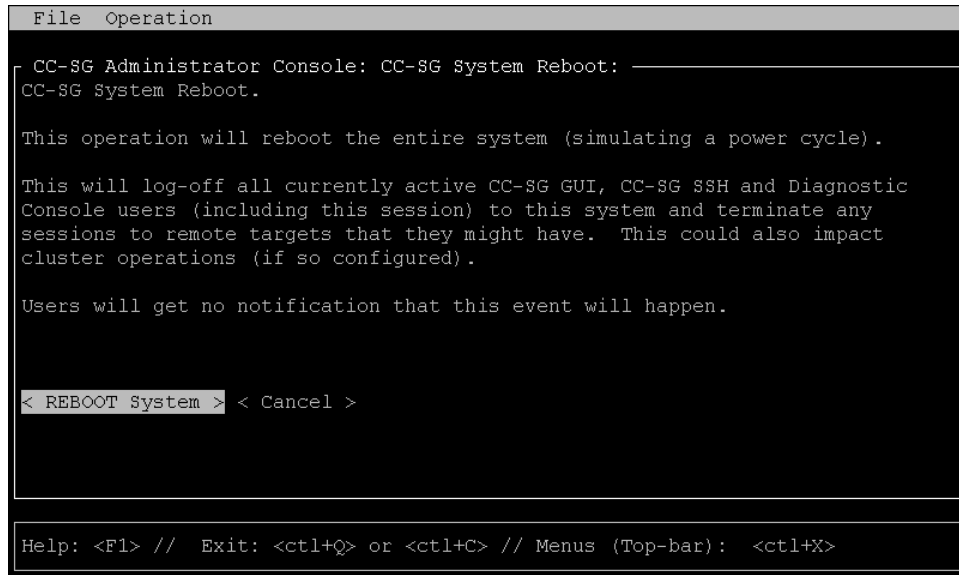 File Operation
CC-SG Administrator Console: CC-SG System Reboot:
CC-SG System Reboot.
This operation will reboot the entire system (simulating a power cycle).
This will log-off all currently active CC-SG GUI, CC-SG SSH and Diagnostic
Console users (including this session) to this system and terminate any
sessions to remote targets that they might have.  This could also impact
cluster operations (if so configured).
Users will get no notification that this event will happen.
< REBOOT System > < Cancel >
Help: <F1> //  Exit: <ctl+Q> or <ctl+C> // Menus (Top-bar):  <ctl+X>